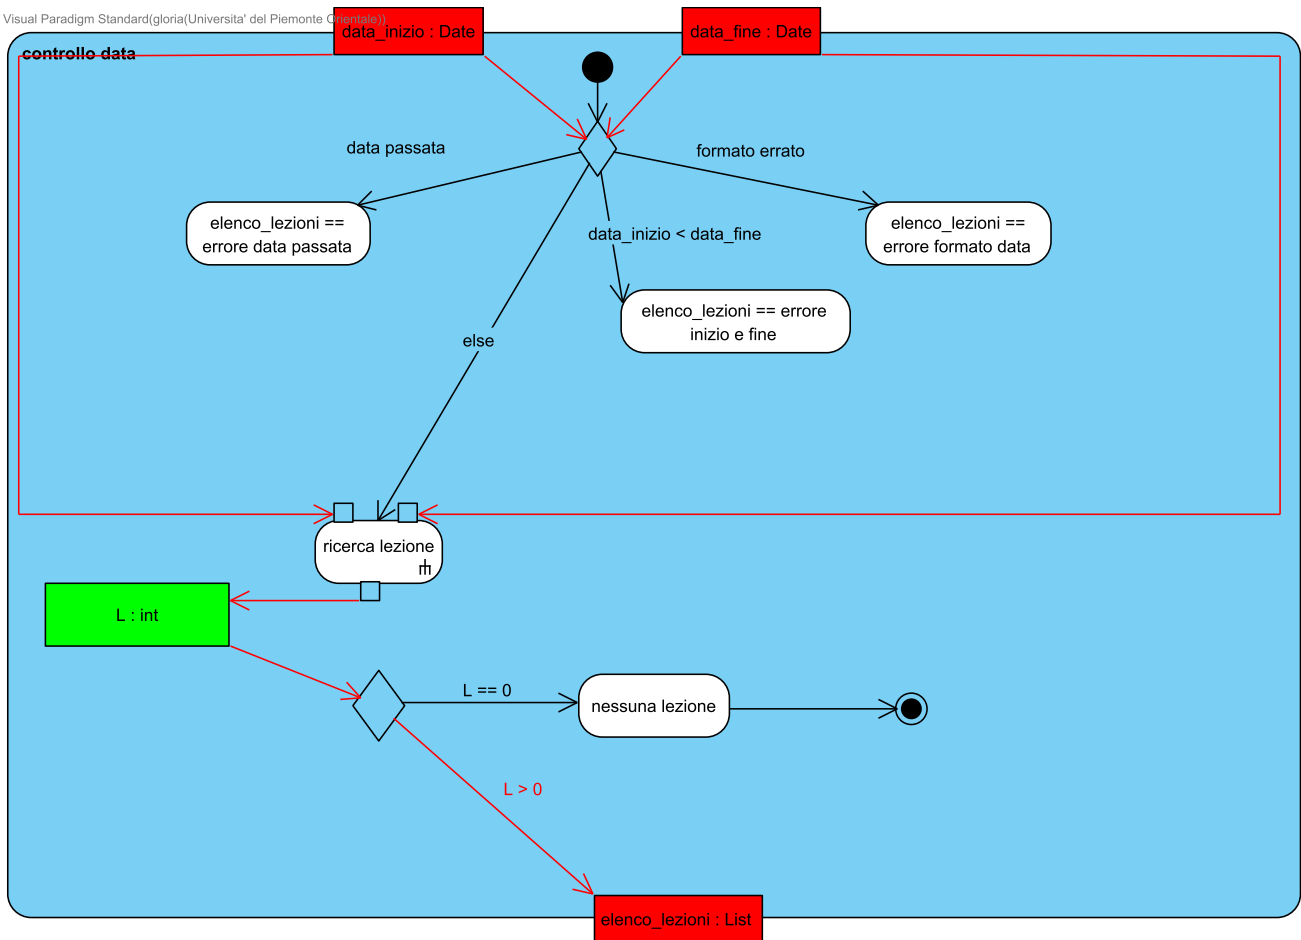 Visual Paradigm Standard(gloria(Universita' del Piemonte Orientale))
data_inizio : Date
data_fine : Date
controllo data
data passata
formato errato
elenco_lezioni ==
errore data passata
data_inizio < data_fine
elenco_lezioni ==
errore formato data
elenco_lezioni == errore
inizio e fine
else
ricerca lezione
L : int
L == 0
nessuna lezione
L > 0
elenco_lezioni : List